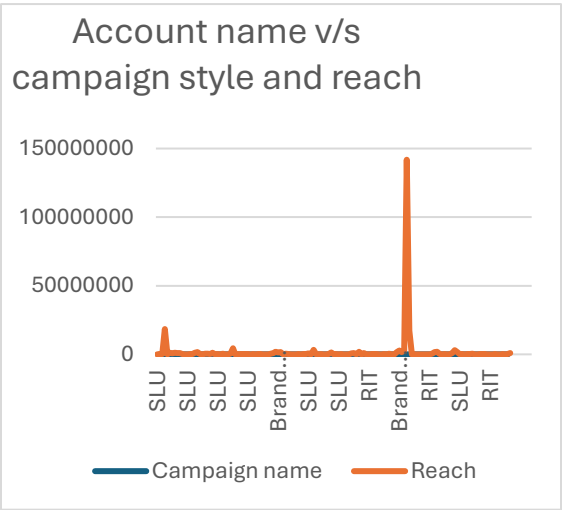 Account name v/s
campaign style and reach
150000000
100000000
50000000
0
SLU
SLU
SLU
SLU
Brand..
SLU
SLU
RIT
Brand..
RIT
SLU
RIT
Campaign name
Reach